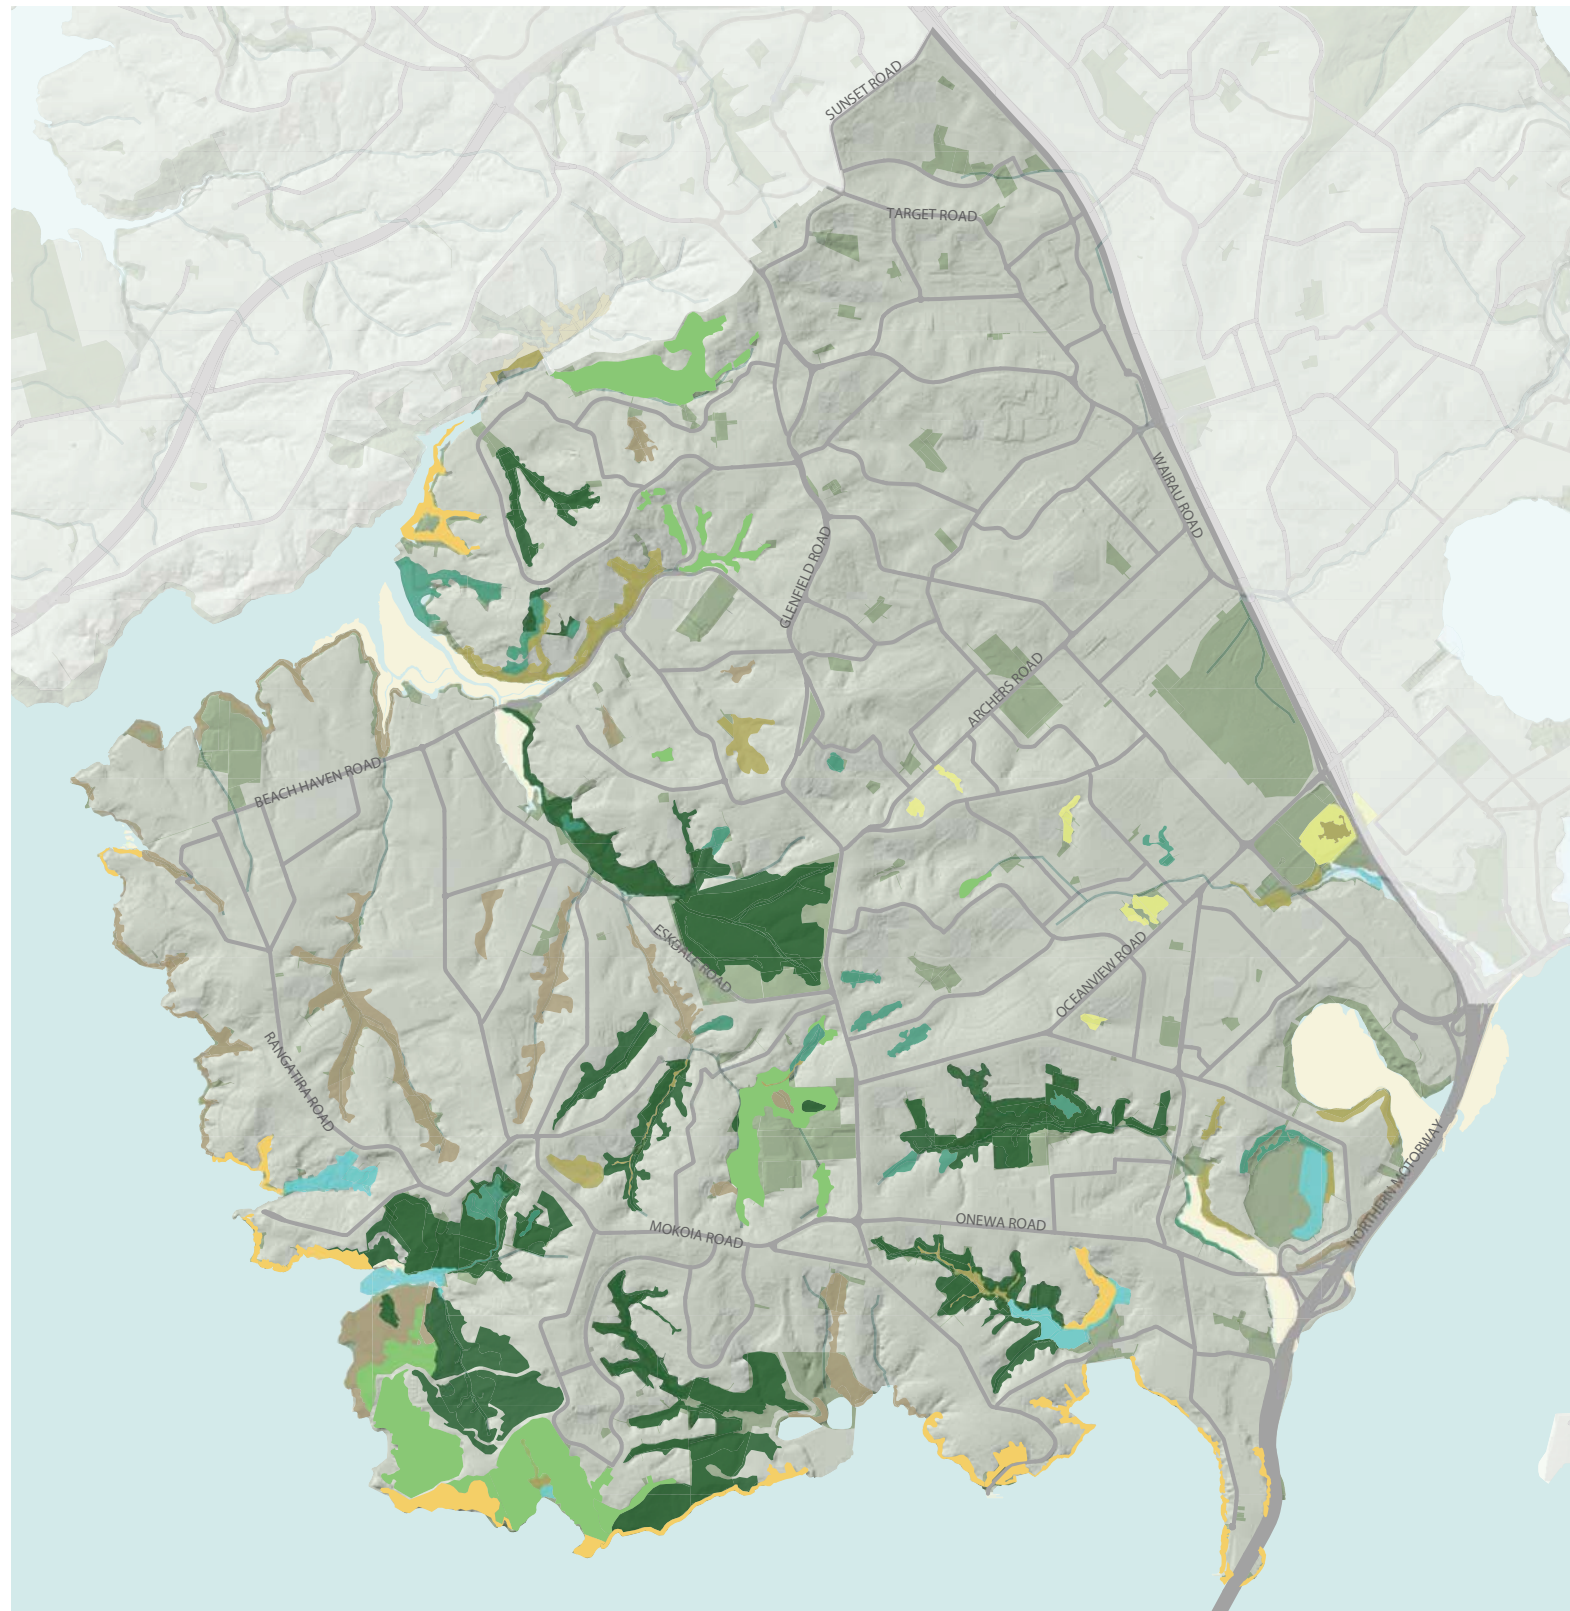 SUNSET ROAD
TARGET ROAD
WAIRAU ROAD
GLENFIELD ROAD
ARCHERS ROAD
BEACH HAVEN ROAD
ESKDALE ROAD
OCEANVIEW ROAD
RANGATIRA ROAD
NORTHERN MOTORWAY
ONEWA ROAD
MOKOIA ROAD